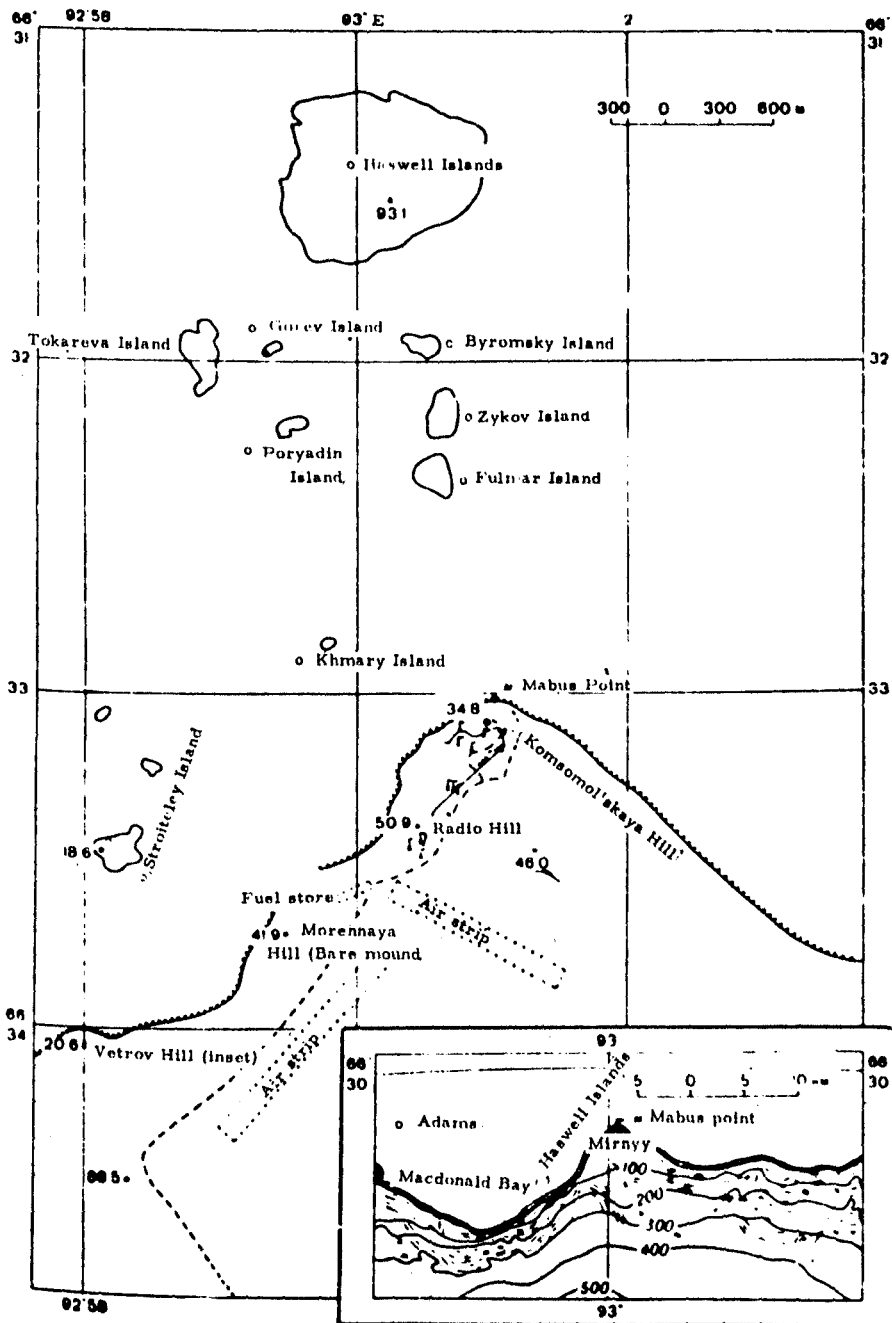 92°58
93° E
2
66°
31
66°
31
300 0 300 600 м
Haswell Islands
93.1
Gorev Island
Tokareva Island
Byromsky Island
32
32
Zykov Island
Poryadin
Island
Fulmar Island
Khmary Island
33
33
Mabus Point
34.8
Komsomol'skaya Hill
Stroiteley Island
18.6
50.9
Radio Hill
46.0
Fuel store
Air strip
41.9
Morennaya
Hill (Bare mound
66
34
20.6
Vetrov Hill (inset)
Air strip
66.5
92°58
93
66
30
66
30
5 0 5 10
Haswell Islands
Adams
Mabus point
Mirnyy
Macdonald Bay
100
200
300
400
500
93°